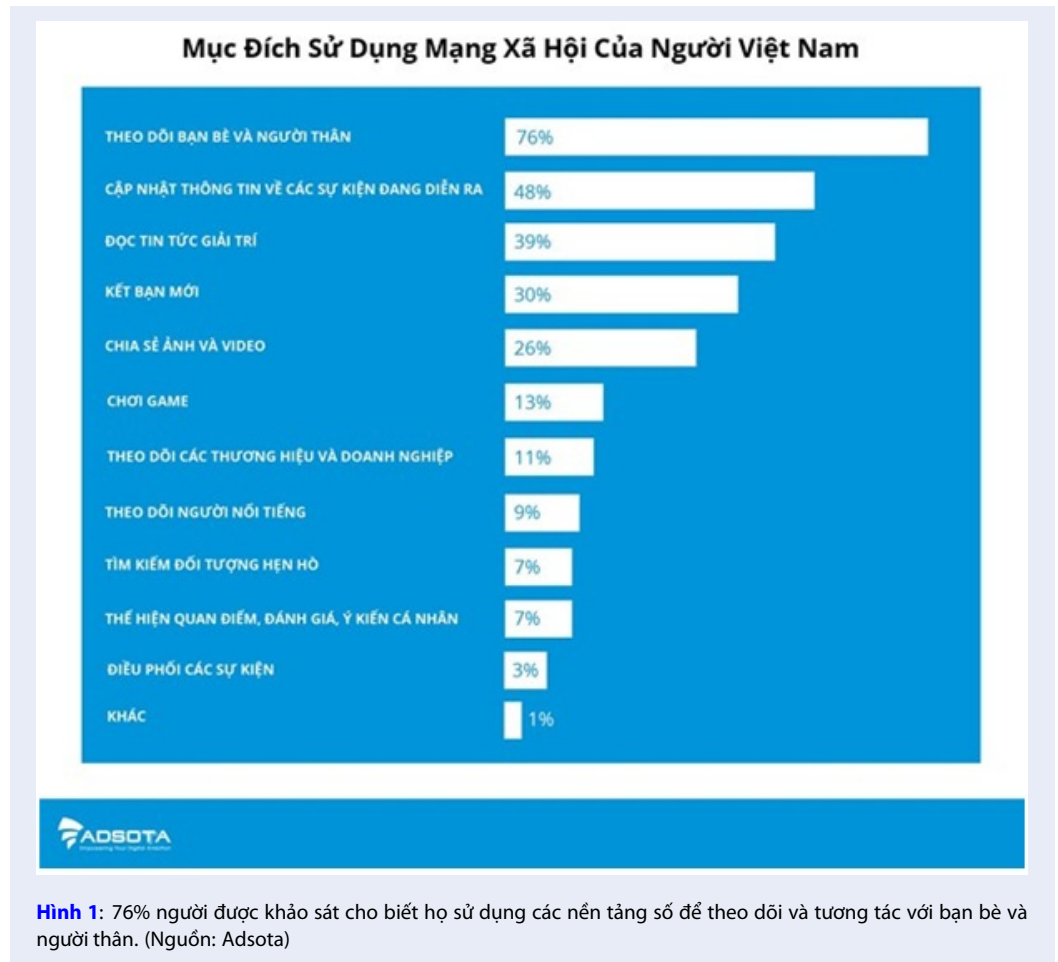 Mục Đích Sử Dụng Mạng Xã Hội Của Người Việt Nam
THEO DÕI BẠN BÈ VÀ NGƯỜI THÂN 76%
CẬP NHẬT THÔNG TIN VỀ CÁC SỰ KIỆN ĐANG DIỄN RA 48%
ĐỌC TIN TỨC GIẢI TRÍ 39%
KẾT BẠN MỚI 30%
CHIA SẺ ẢNH VÀ VIDEO 26%
CHƠI GAME 13%
THEO DÕI CÁC THƯƠNG HIỆU VÀ DOANH NGHIỆP 11%
THEO DÕI NGƯỜI NỔI TIẾNG 9%
TÌM KIẾM ĐỐI TƯỢNG HẸN HÒ 7%
THỂ HIỆN QUAN ĐIỂM, ĐÁNH GIÁ, Ý KIẾN CÁ NHÂN 7%
ĐIỀU PHỐI CÁC SỰ KIỆN 3%
KHÁC 1%
ADSOTA
Empowering Your Digital Ambition
Hình 1: 76% người được khảo sát cho biết họ sử dụng các nền tảng số để theo dõi và tương tác với bạn bè và
người thân. (Nguồn: Adsota)